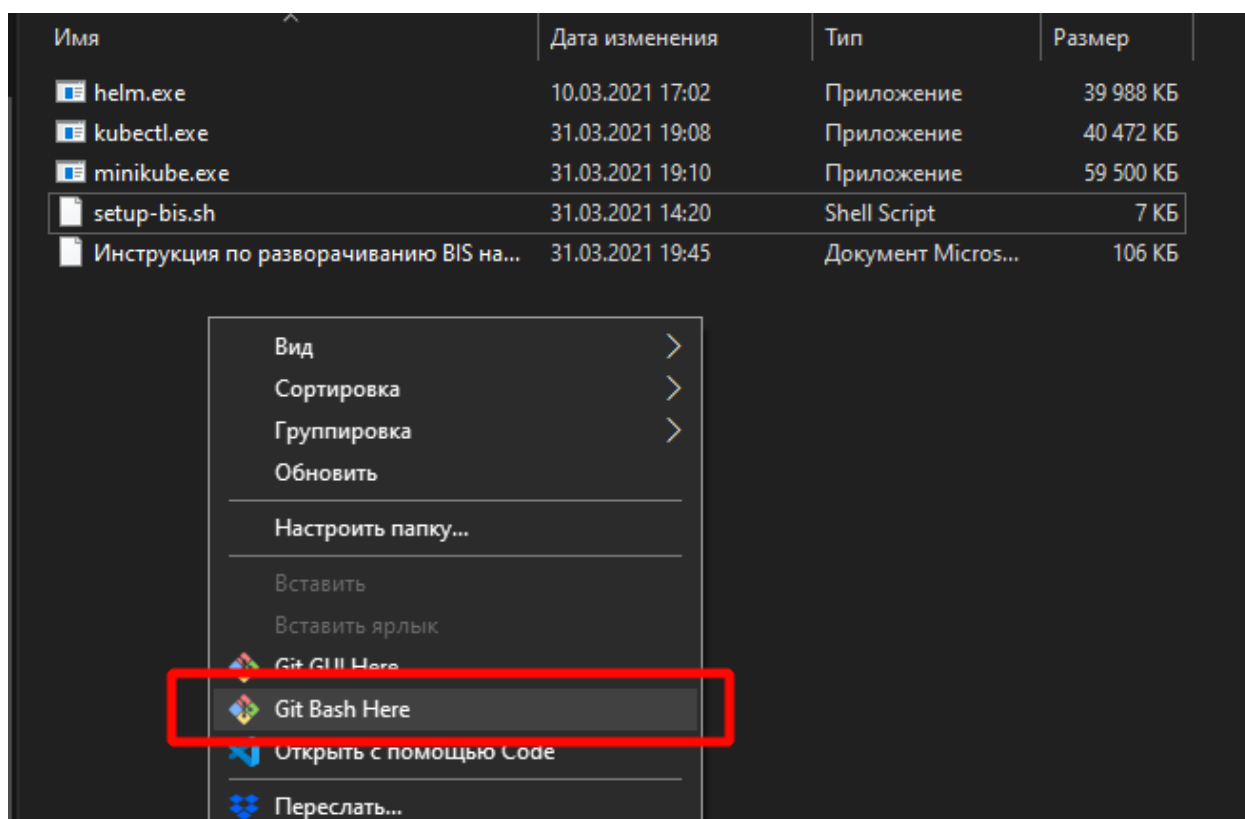 Имя Дата изменения Тип Размер
helm.exe 10.03.2021 17:02 Приложение 39 988 КБ
kubectl.exe 31.03.2021 19:08 Приложение 40 472 КБ
minikube.exe 31.03.2021 19:10 Приложение 59 500 КБ
setup-bis.sh 31.03.2021 14:20 Shell Script 7 КБ
Инструкция по разворачиванию BIS на... 31.03.2021 19:45 Документ Micros... 106 КБ
Вид
Сортировка
Группировка
Обновить
Настроить папку...
Вставить
Вставить ярлык
Git GUI Here
Git Bash Here
Открыть с помощью Code
Переслать...